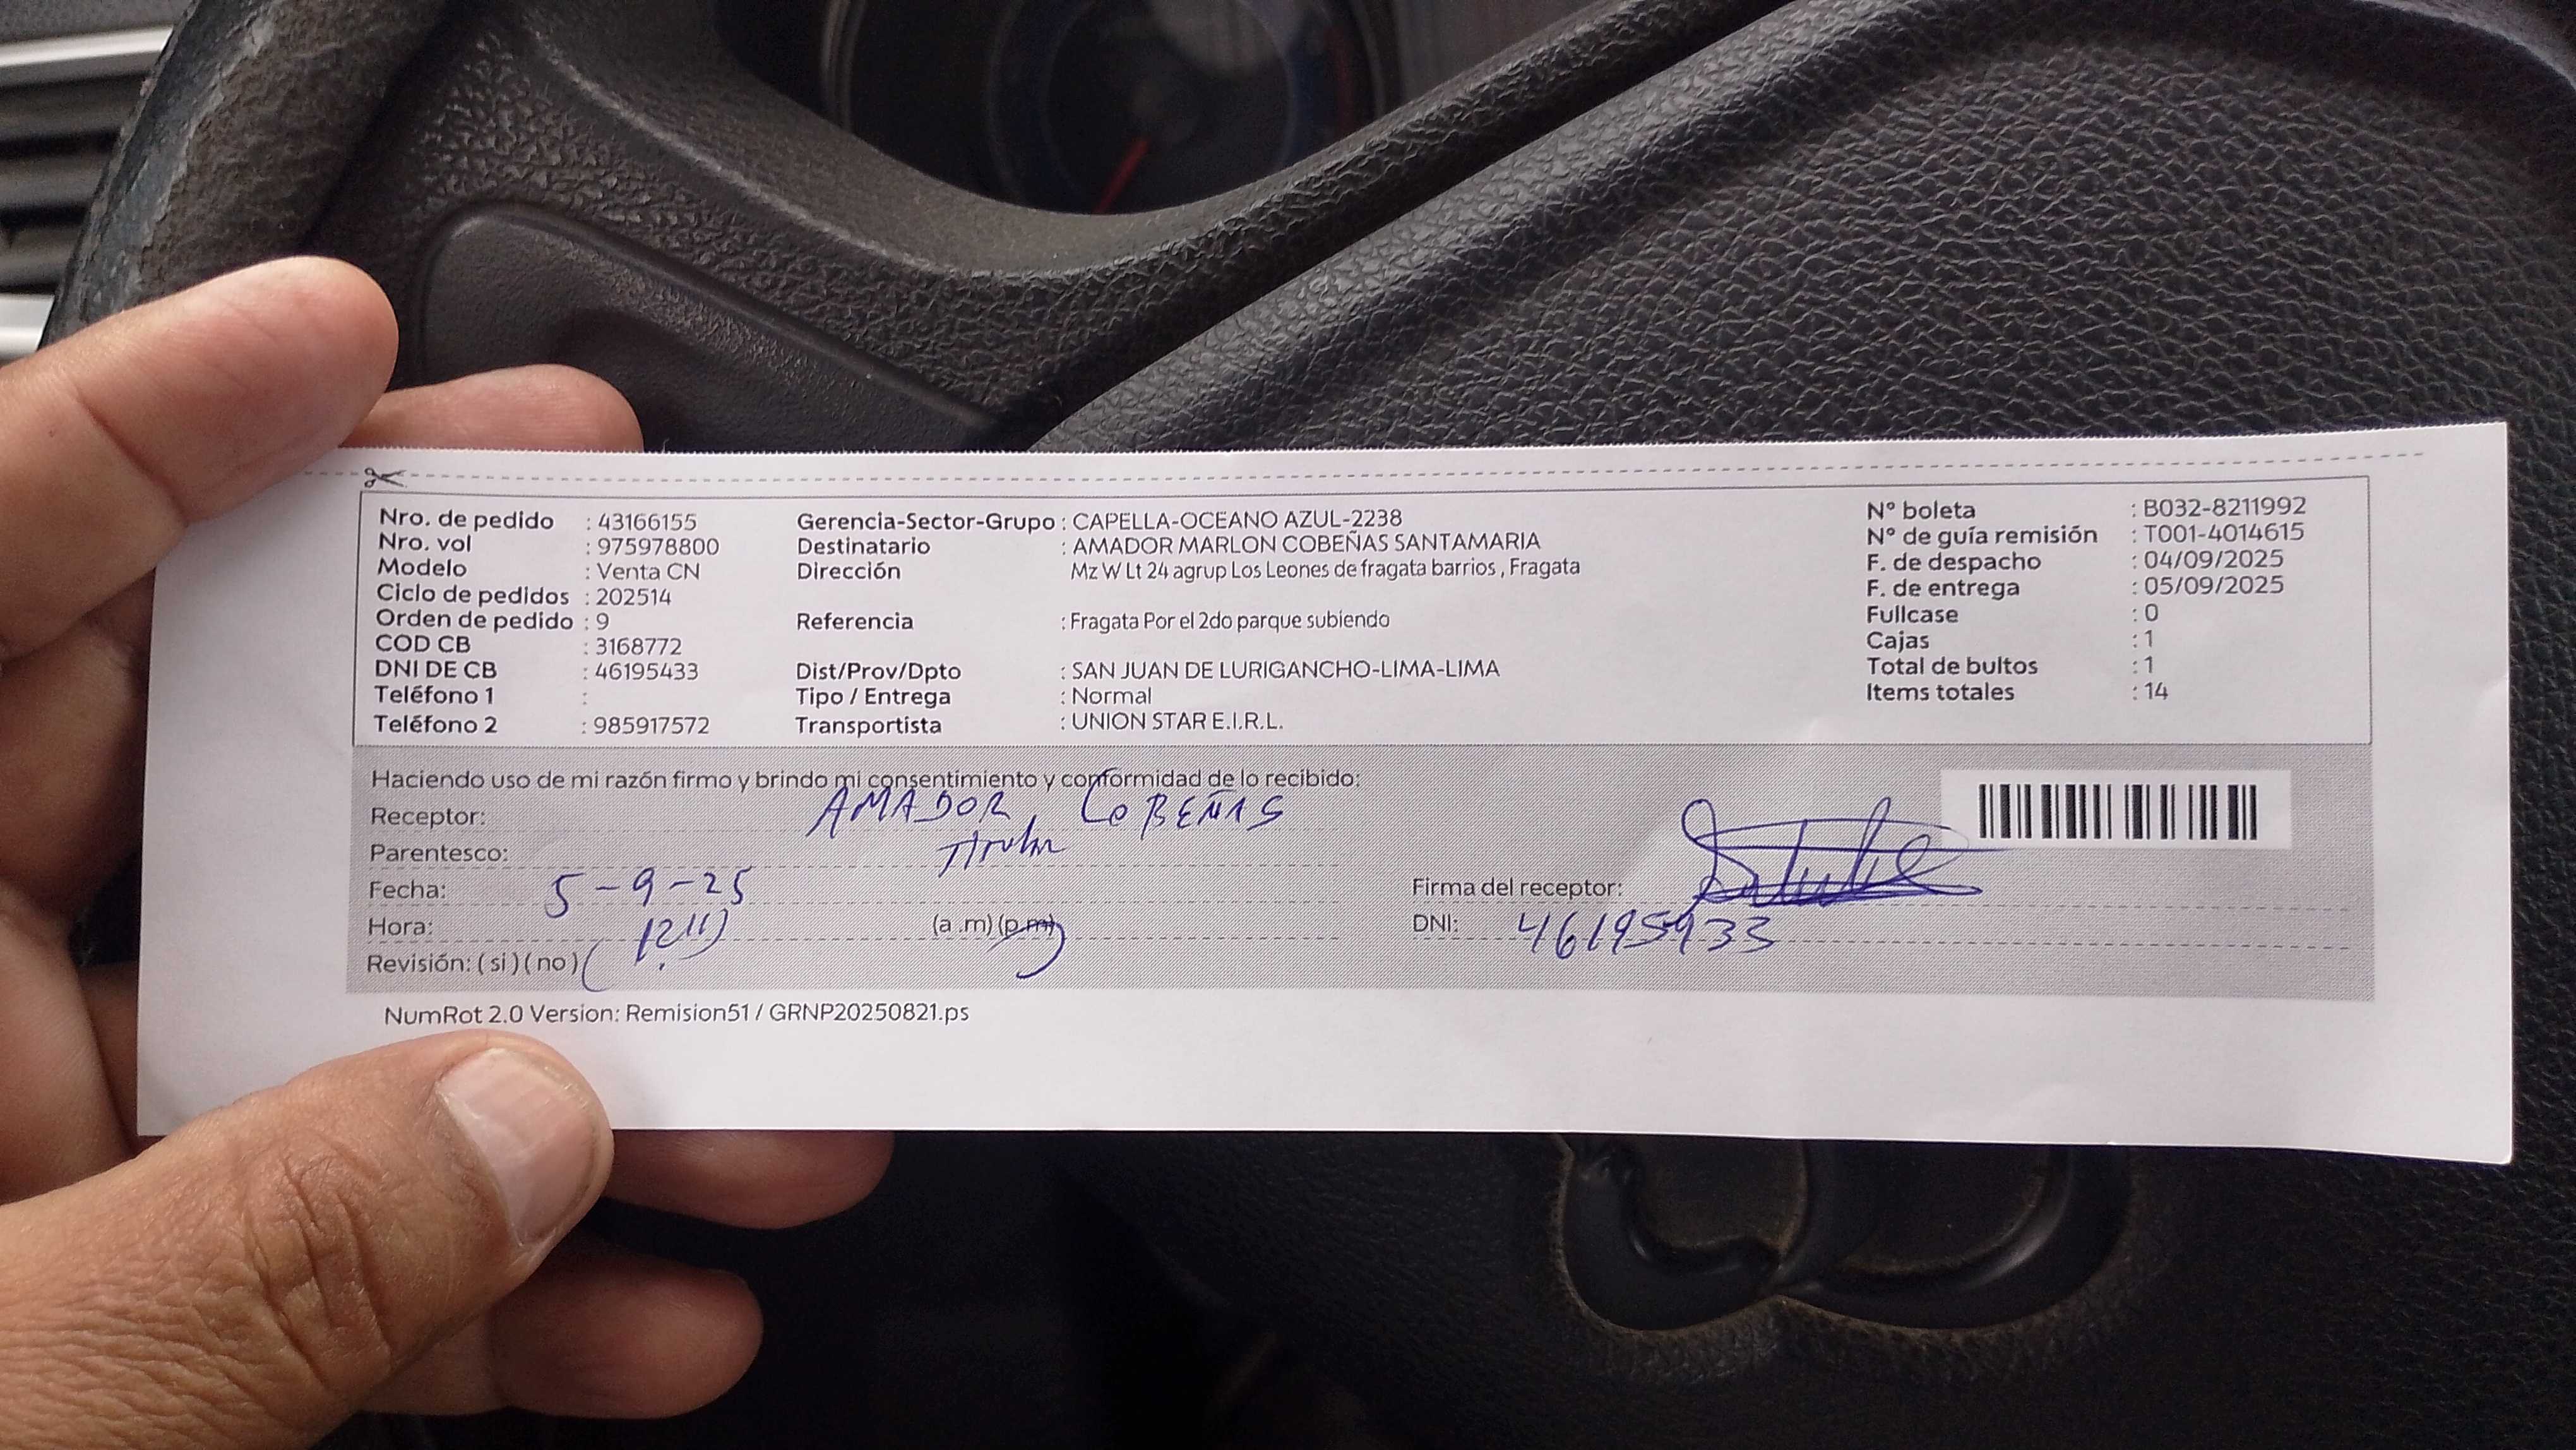 Nro. de pedido : 43166155
Nro. vol : 975978800
Modelo : Venta CN
Ciclo de pedidos : 202514
Orden de pedido : 9
COD CB : 3168772
DNI DE CB : 46195433
Teléfono 1 :
Teléfono 2 : 985917572
Gerencia-Sector-Grupo : CAPELLA-OCEANO AZUL-2238
Destinatario : AMADOR MARLON COBEÑAS SANTAMARIA
Dirección Mz W Lt 24 agrup Los Leones de fragata barrios , Fragata
Referencia : Fragata Por el 2do parque subiendo
Dist/Prov/Dpto : SAN JUAN DE LURIGANCHO-LIMA-LIMA
Tipo / Entrega : Normal
Transportista : UNION STAR E.I.R.L.
N° boleta : B032-8211992
N° de guía remisión : T001-4014615
F. de despacho : 04/09/2025
F. de entrega : 05/09/2025
Fullcase : 0
Cajas : 1
Total de bultos : 1
Items totales : 14
Haciendo uso de mi razón firmo y brindo mi consentimiento y conformidad de lo recibido:
Receptor: AMADOR COBEÑAS
Parentesco: Titular
Fecha: 5-9-25
Hora: (a .m) (p.m)
Revisión: ( si ) ( no )
Firma del receptor:
DNI: 46195933
NumRot 2.0 Version: Remision51 / GRNP20250821.ps